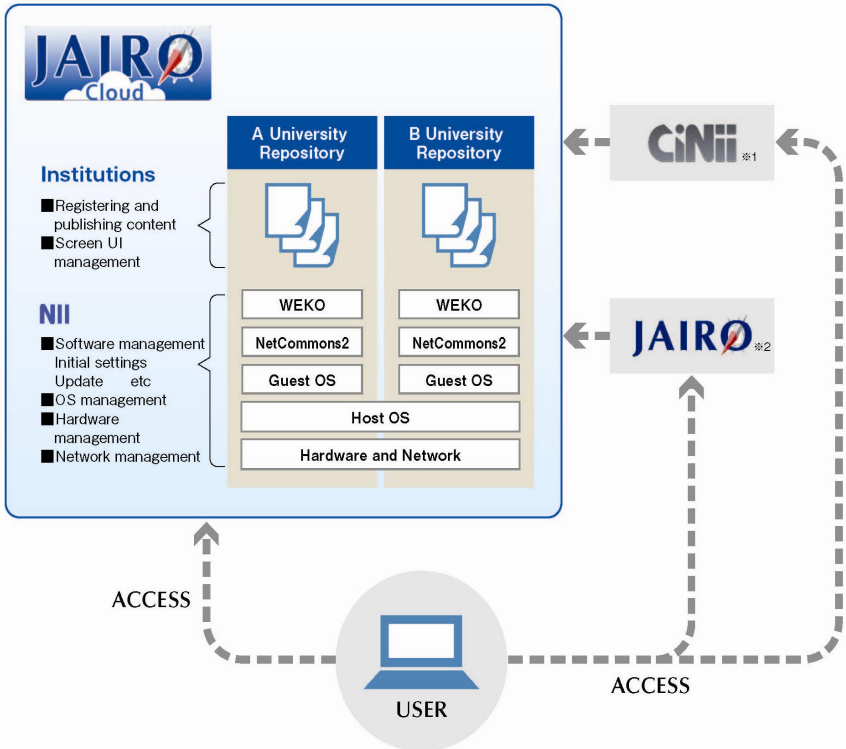 JAIRO
Cloud
A University
Repository
B University
Repository
Institutions
■Registering and
publishing content
■Screen UI
management
NII
■Software management
Initial settings
Update etc
■OS management
■Hardware
management
■Network management
WEKO
WEKO
NetCommons2
NetCommons2
Guest OS
Guest OS
Host OS
Hardware and Network
CiNii ※1
JAIRO ※2
ACCESS
USER
ACCESS